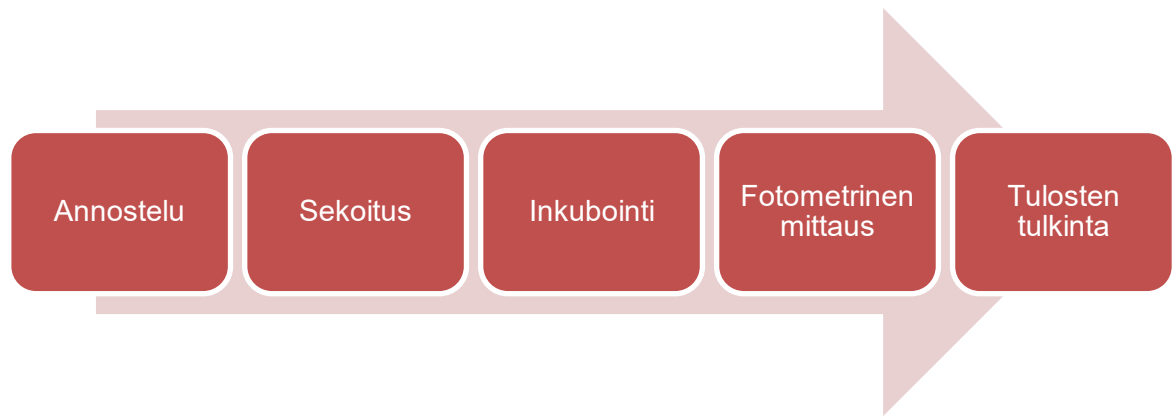 Annostelu
Sekoitus
Inkubointi
Fotometrinen
mittaus
Tulosten
tulkinta